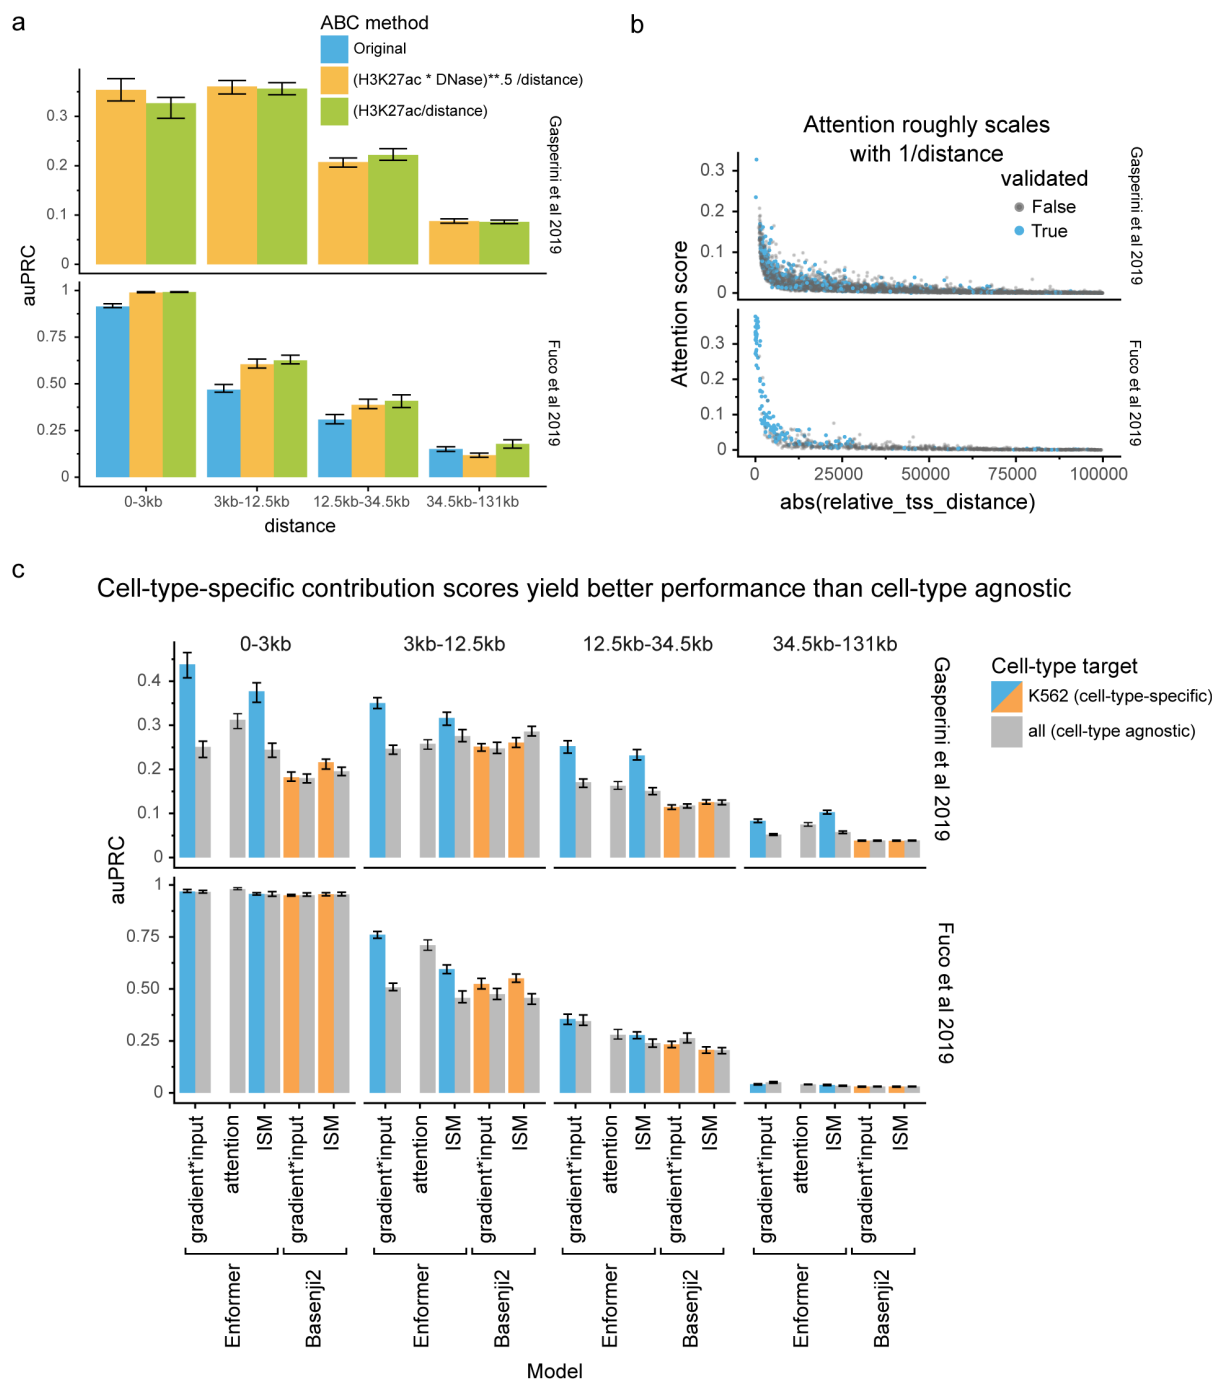 a
ABC method
Original
(H3K27ac * DNase)**.5 /distance)
(H3K27ac/distance)
0.3
0.2
0.1
0
Gasperini et al 2019
auPRC
1
0.75
0.50
0.25
0
Fuco et al 2019
0-3kb
3kb-12.5kb
12.5kb-34.5kb
34.5kb-131kb
distance
b
Attention roughly scales
with 1/distance
validated
False
True
0.3
0.2
0.1
0
Gasperini et al 2019
Attention score
0.3
0.2
0.1
0
Fuco et al 2019
0
25000
50000
75000
100000
abs(relative_tss_distance)
c
Cell-type-specific contribution scores yield better performance than cell-type agnostic
0-3kb
3kb-12.5kb
12.5kb-34.5kb
34.5kb-131kb
Cell-type target
K562 (cell-type-specific)
all (cell-type agnostic)
0.4
0.3
0.2
0.1
0
Gasperini et al 2019
auPRC
1
0.75
0.50
0.25
0
Fuco et al 2019
gradient*input
attention
ISM
gradient*input
ISM
gradient*input
attention
ISM
gradient*input
ISM
gradient*input
attention
ISM
gradient*input
ISM
gradient*input
attention
ISM
gradient*input
ISM
Enformer
Basenji2
Enformer
Basenji2
Enformer
Basenji2
Enformer
Basenji2
Model